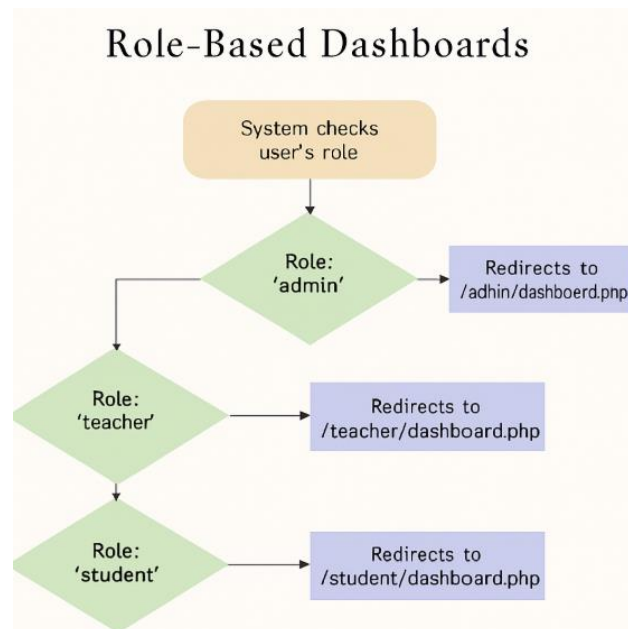 Role-Based Dashboards
System checks
user's role
Role:
'admin'
Redirects to
/adhin/dashboerd.pnp
Role:
'teacher'
Redirects to
/teacher/dashboard.php
Role:
'student'
Redirects to
/student/dashboard.php